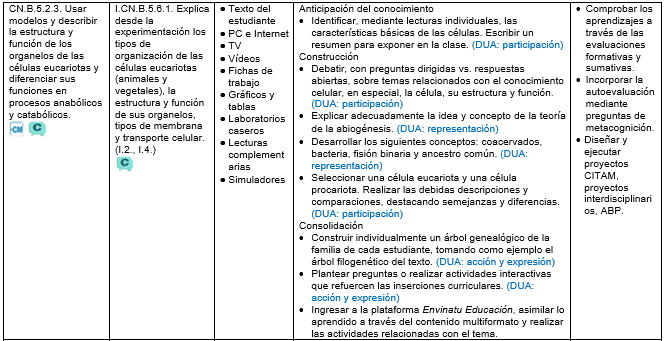 CN.B.5.2.3. Usar
modelos y describir
la estructura y
función de los
organelos de las
células eucariotas y
diferenciar sus
funciones en
procesos anabólicos
y catabólicos.
CM C
I.CN.B.5.6.1. Explica
desde la
experimentación los
tipos de
organización de las
células eucariotas
(animales y
vegetales), la
estructura y función
de sus organelos,
tipos de membrana
y transporte celular.
(I.2., I.4.)
C
● Texto del
estudiante
● PC e Internet
● TV
● Vídeos
● Fichas de
trabajo
● Gráficos y
tablas
● Laboratorios
caseros
● Lecturas
complement
arias
● Simuladores
Anticipación del conocimiento
• Identificar, mediante lecturas individuales, las
características básicas de las células. Escribir un
resumen para exponer en la clase. (DUA: participación)
Construcción
• Debatir, con preguntas dirigidas vs. respuestas
abiertas, sobre temas relacionados con el conocimiento
celular, en especial, la célula, su estructura y función.
(DUA: participación)
• Explicar adecuadamente la idea y concepto de la teoría
de la abiogénesis. (DUA: representación)
• Desarrollar los siguientes conceptos: coacervados,
bacteria, fisión binaria y ancestro común. (DUA:
representación)
• Seleccionar una célula eucariota y una célula
procariota. Realizar las debidas descripciones y
comparaciones, destacando semejanzas y diferencias.
(DUA: participación)
Consolidación
• Construir individualmente un árbol genealógico de la
familia de cada estudiante, tomando como ejemplo el
árbol filogenético del texto. (DUA: acción y expresión)
• Plantear preguntas o realizar actividades interactivas
que refuercen las inserciones curriculares. (DUA:
acción y expresión)
• Ingresar a la plataforma Envinatu Educación, asimilar lo
aprendido a través del contenido multiformato y realizar
las actividades relacionadas con el tema.
• Comprobar los
aprendizajes a
través de las
evaluaciones
formativas y
sumativas.
• Incorporar la
autoevaluación
mediante
preguntas de
metacognición.
• Diseñar y
ejecutar
proyectos
CITAM,
proyectos
interdisciplinari
os, ABP.